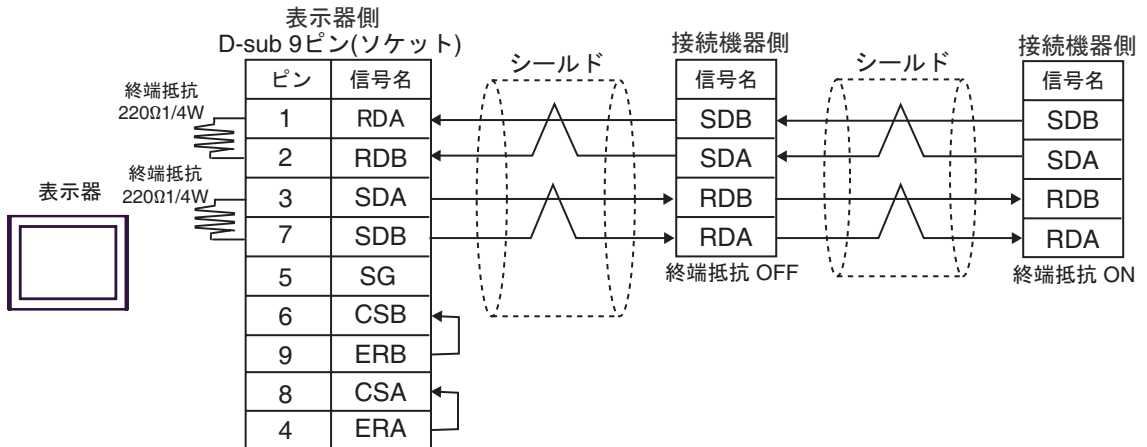 表示器側
D-sub 9ピン(ソケット)
ピン 信号名
1 RDA
2 RDB
3 SDA
7 SDB
5 SG
6 CSB
9 ERB
8 CSA
4 ERA
終端抵抗
220Ω1/4W
終端抵抗
220Ω1/4W
表示器
シールド
接続機器側
信号名
SDB
SDA
RDB
RDA
終端抵抗 OFF
シールド
接続機器側
信号名
SDB
SDA
RDB
RDA
終端抵抗 ON